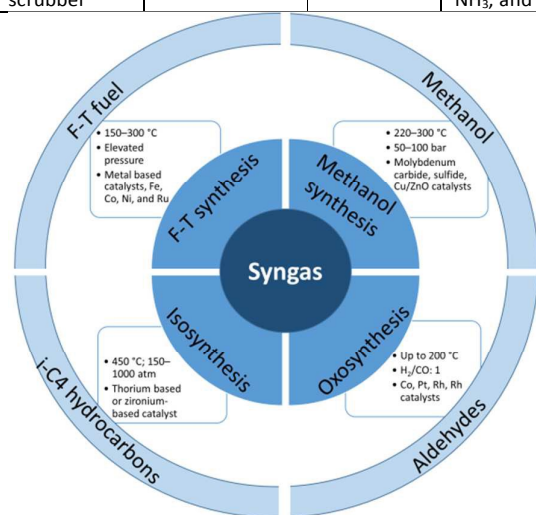 scrubber
NH3, and
F-T fuel
Methanol
• 150–300 °C
• Elevated
pressure
• Metal based
catalysts, Fe,
Co, Ni, and Ru
• 220–300 °C
• 50–100 bar
• Molybdenum
carbide, sulfide,
Cu/ZnO catalysts
F-T synthesis
Methanol
synthesis
Syngas
Isosynthesis
Oxosynthesis
• 450 °C; 150–
1000 atm
• Thorium based
or zironium-
based catalyst
• Up to 200 °C
• H2/CO: 1
• Co, Pt, Rh, Rh
catalysts
i-C4 hydrocarbons
Aldehydes